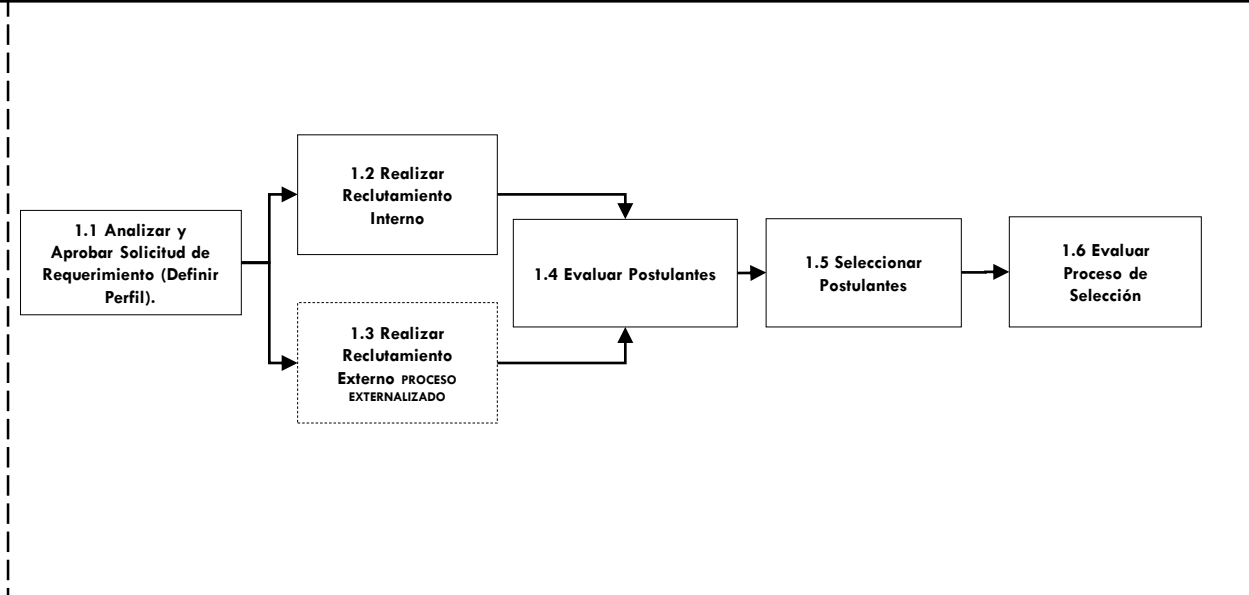 1.1 Analizar y
Aprobar Solicitud de
Requerimiento (Definir
Perfil).
1.2 Realizar
Reclutamiento
Interno
1.3 Realizar
Reclutamiento
Externo PROCESO
EXTERNALIZADO
1.4 Evaluar Postulantes
1.5 Seleccionar
Postulantes
1.6 Evaluar
Proceso de
Selección